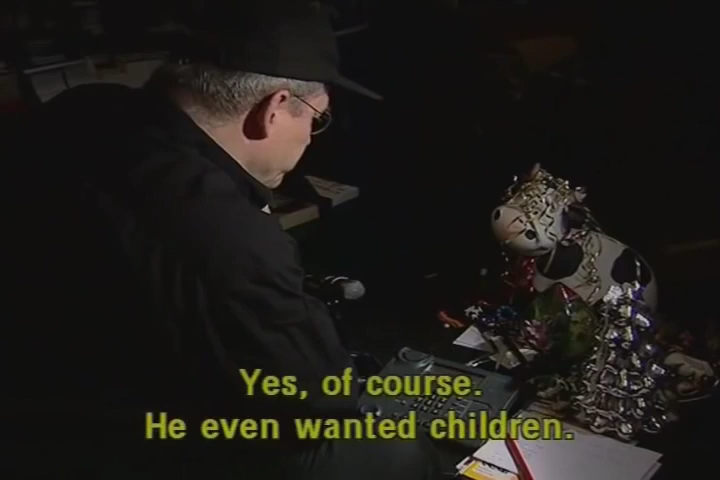 Yes, of course.
He even wanted children.